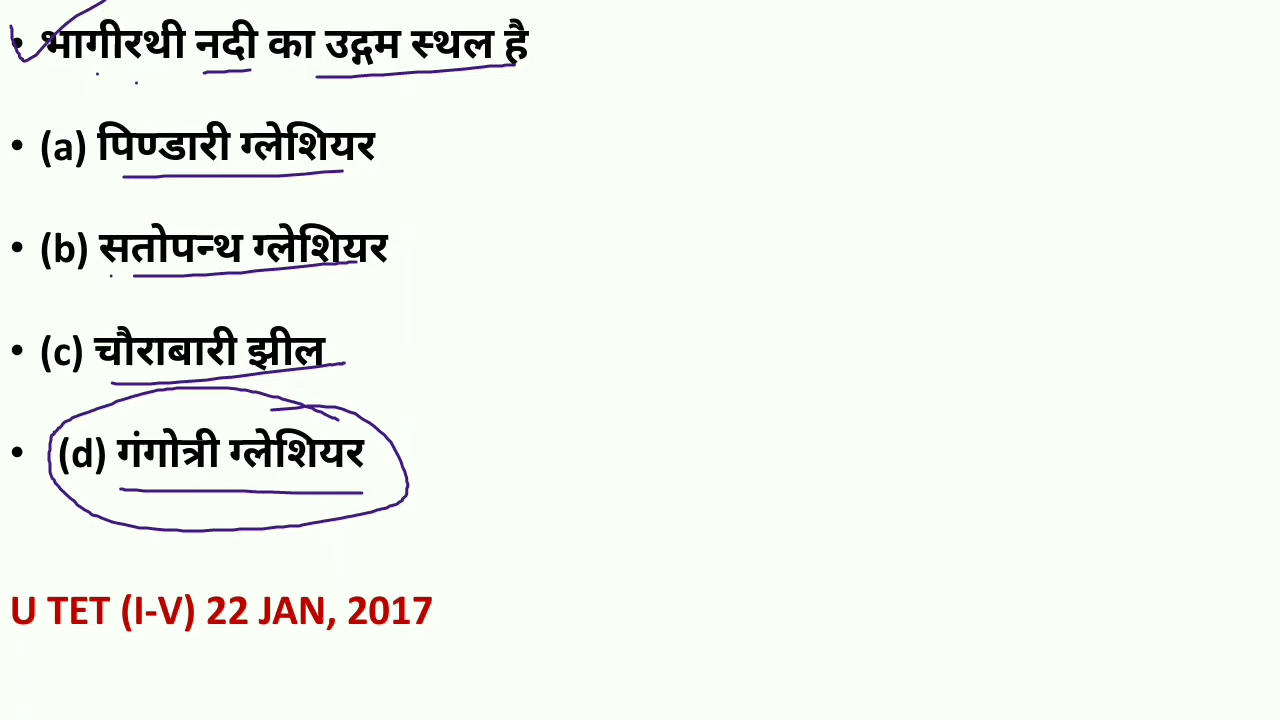 • भागीरथी नदी का उद्गम स्थल है
• (a) पिण्डारी ग्लेशियर
• (b) सतोपन्थ ग्लेशियर
• (c) चौराबारी झील
• (d) गंगोत्री ग्लेशियर
U TET (I-V) 22 JAN, 2017